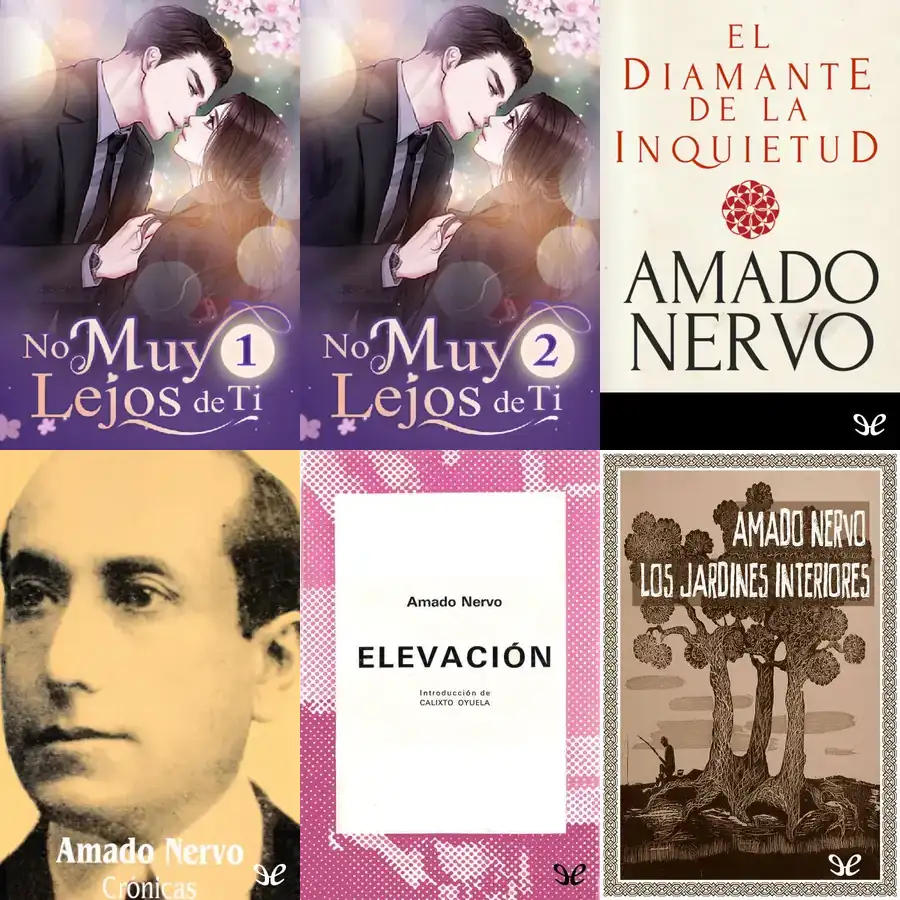 No Muy 1
Lejos de Ti
No Muy 2
Lejos de Ti
EL
DIAMANTE
DE LA
INQUIETUD
AMADO
NERVO
Amado Nervo
Crónicas
Amado Nervo
ELEVACIÓN
Introducción de
CALIXTO OYUELA
AMADO NERVO
LOS JARDINES INTERIORES